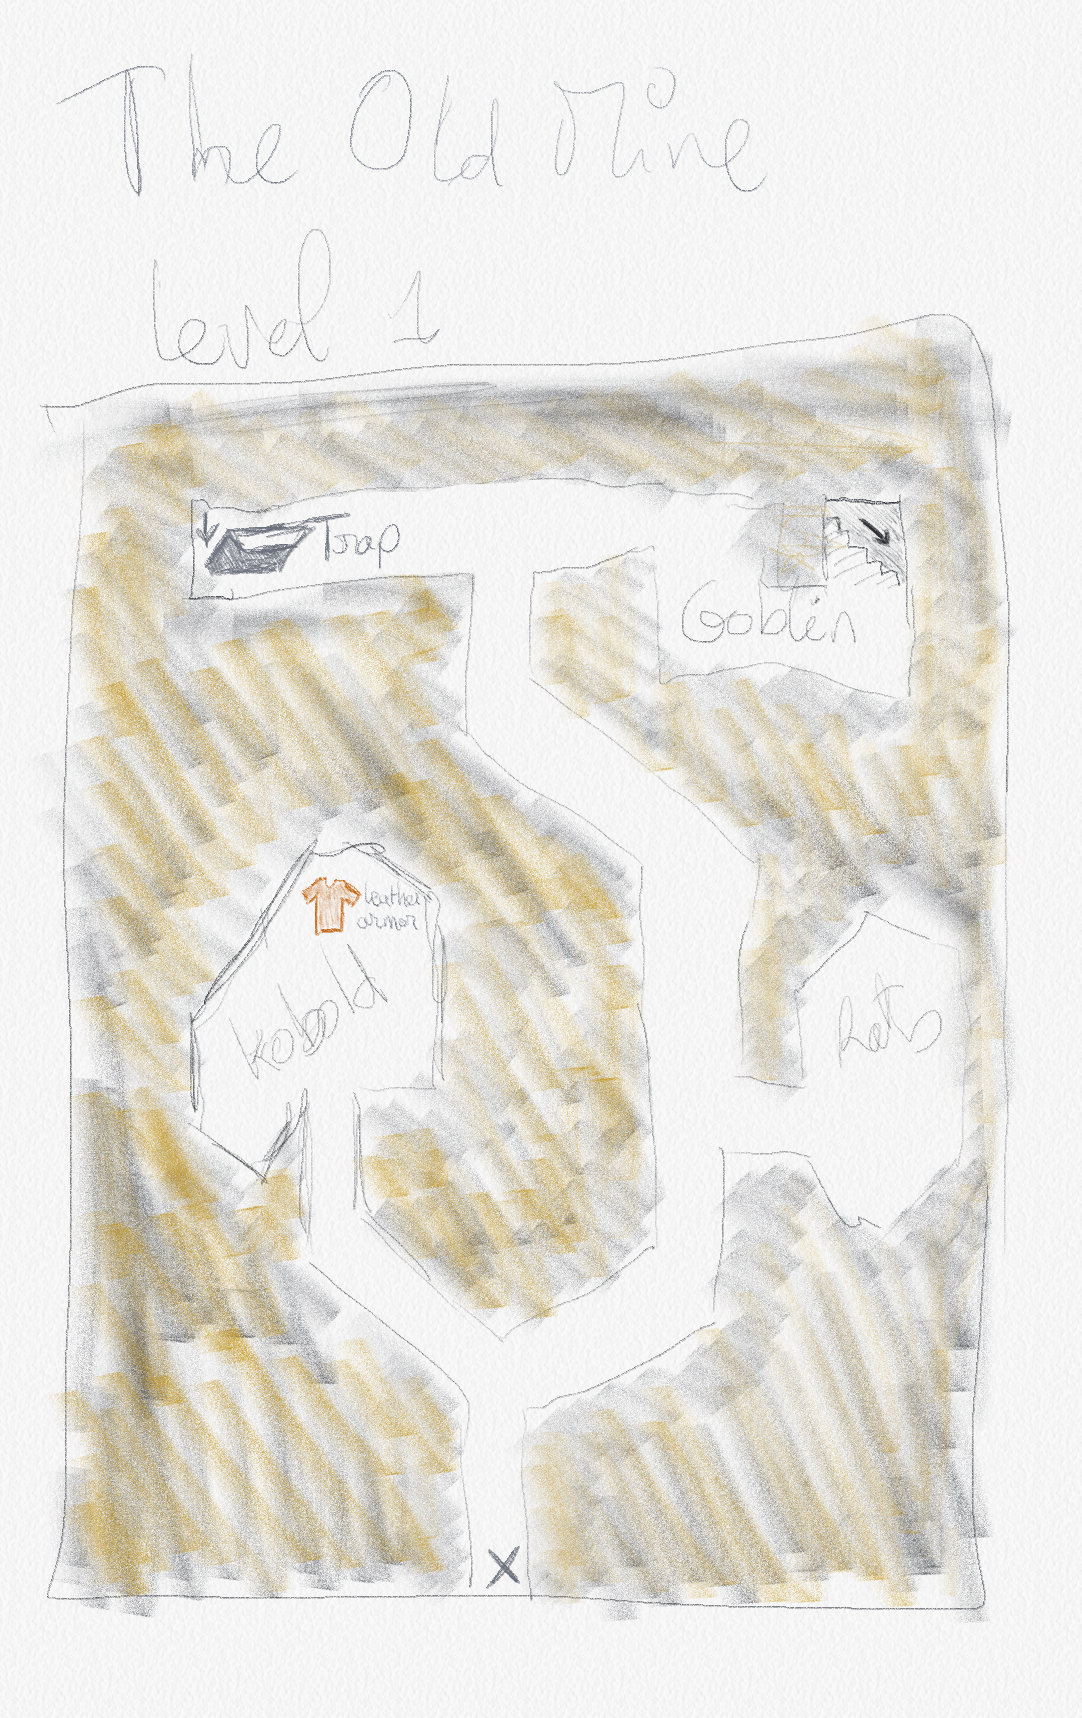 The Old Mine
Level 1
Trap
Goblin
leather
armor
Kobold
Rats
X